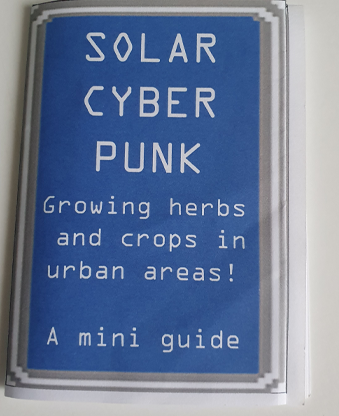 SOLAR
CYBER
PUNK
Growing herbs
and crops in
urban areas!
A mini guide